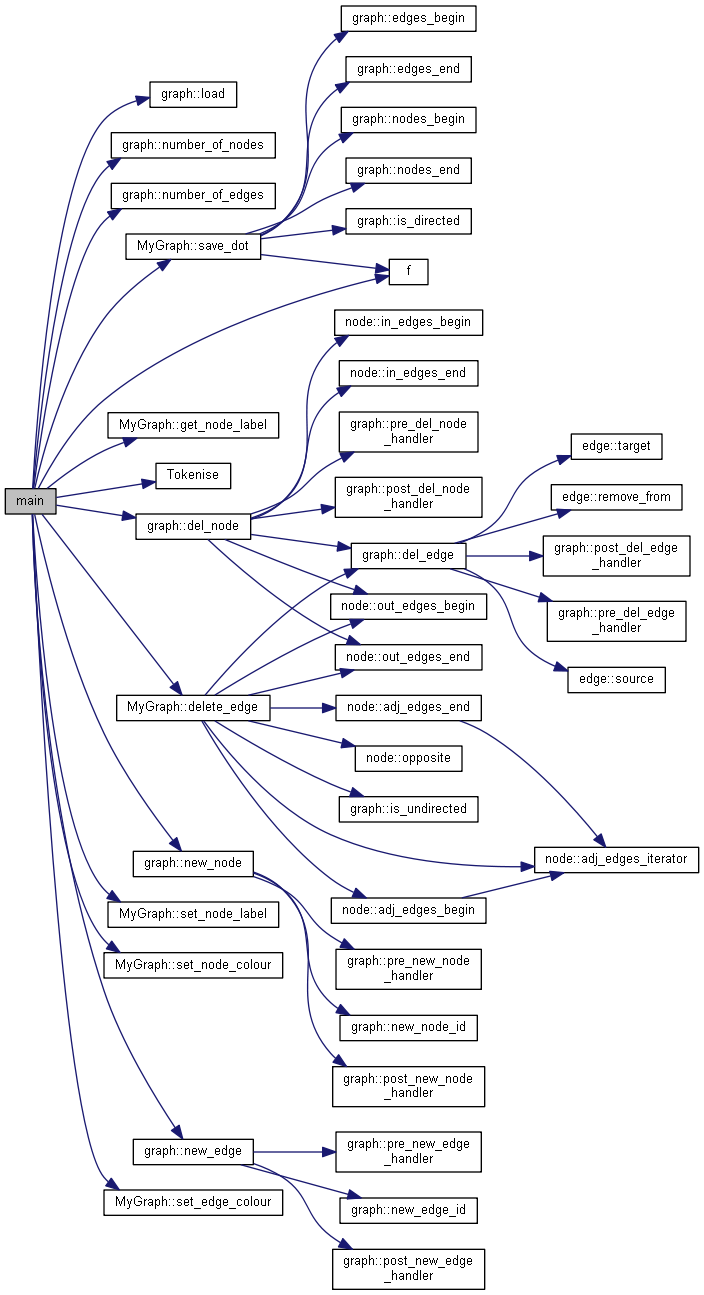 graph::edges_begin
graph::edges_end
graph::load
graph::nodes_begin
graph::number_of_nodes
graph::nodes_end
graph::number_of_edges
graph::is_directed
MyGraph::save_dot
f
node::in_edges_begin
node::in_edges_end
MyGraph::get_node_label
graph::pre_del_node
_handler
edge::target
Tokenise
graph::post_del_node
_handler
edge::remove_from
main
graph::del_node
graph::del_edge
graph::post_del_edge
_handler
node::out_edges_begin
graph::pre_del_edge
_handler
node::out_edges_end
edge::source
MyGraph::delete_edge
node::adj_edges_end
node::opposite
graph::is_undirected
graph::new_node
node::adj_edges_iterator
MyGraph::set_node_label
node::adj_edges_begin
MyGraph::set_node_colour
graph::pre_new_node
_handler
graph::new_node_id
graph::post_new_node
_handler
graph::new_edge
graph::pre_new_edge
_handler
MyGraph::set_edge_colour
graph::new_edge_id
graph::post_new_edge
_handler